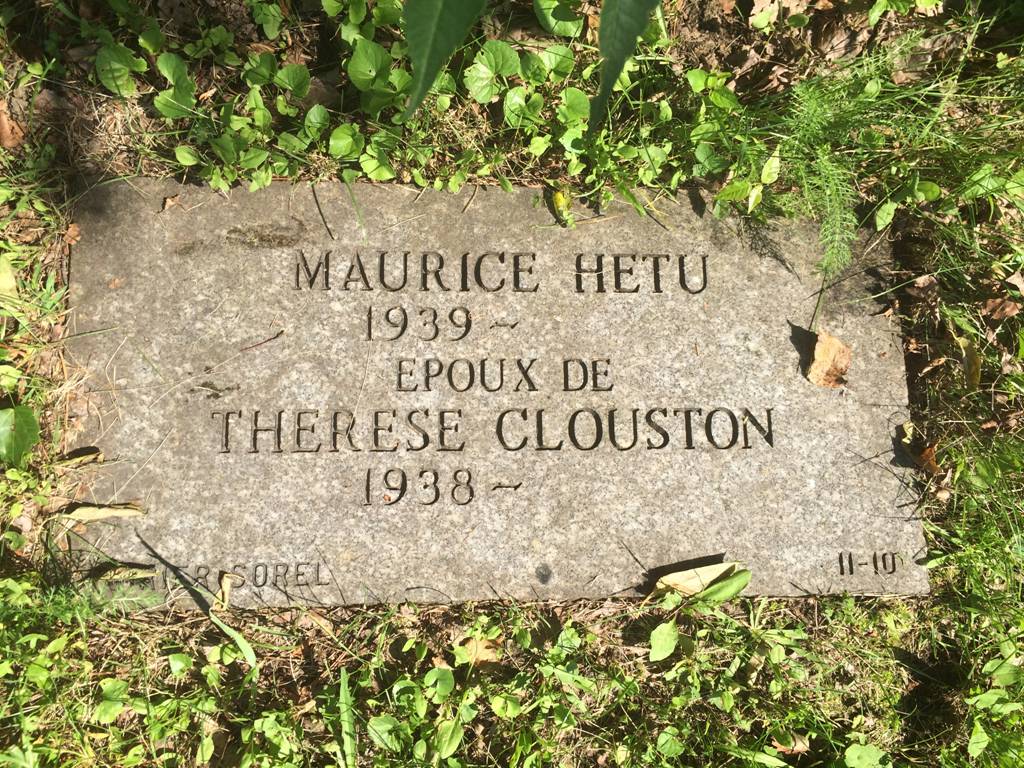 MAURICE HETU
1939 ~
EPOUX DE
THERESE CLOUSTON
1938 ~
SOREL
11-10